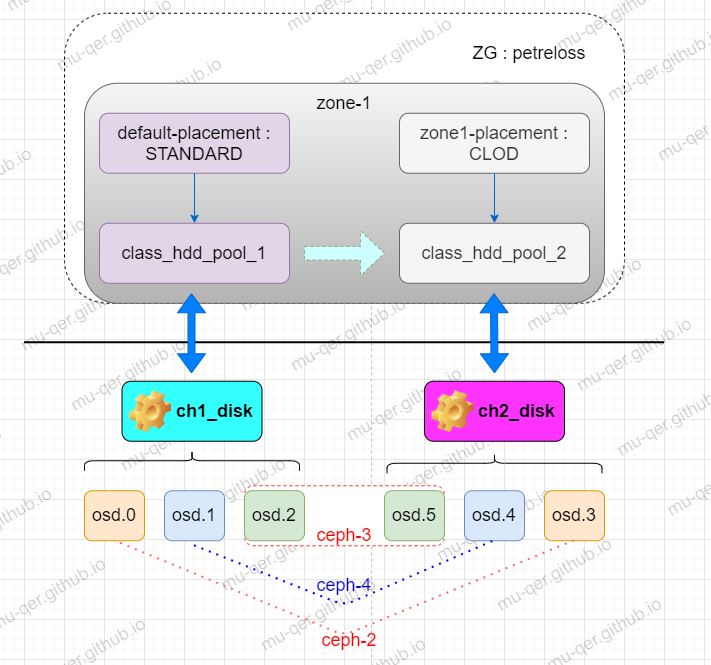 ZG : petreloss
zone-1
default-placement :
STANDARD
zone1-placement :
CLOD
class_hdd_pool_1
class_hdd_pool_2
ch1_disk
ch2_disk
osd.0
osd.1
osd.2
osd.5
osd.4
osd.3
ceph-3
ceph-4
ceph-2
mu-qer.github.io